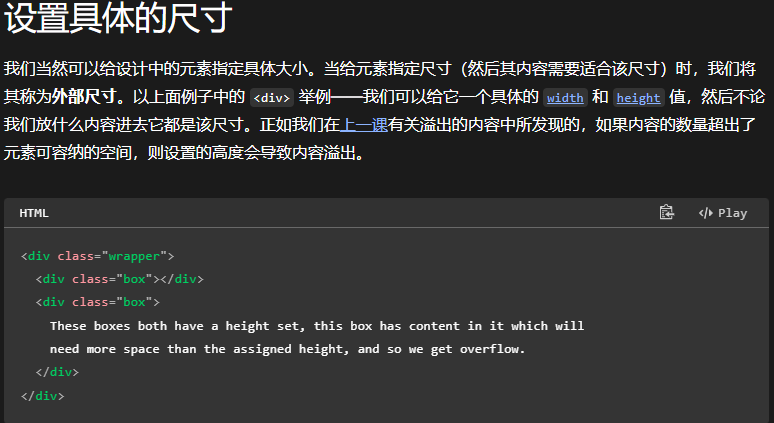 设置具体的尺寸
我们当然可以给设计中的元素指定具体大小。当给元素指定尺寸（然后其内容需要适合该尺寸）时，我们将
其称为外部尺寸。以上面例子中的 <div> 举例——我们可以给它一个具体的 width 和 height 值，然后不论
我们放什么内容进去它都是该尺寸。正如我们在上一课有关溢出的内容中所发现的，如果内容的数量超出了
元素可容纳的空间，则设置的高度会导致内容溢出。
HTML </> Play
<div class="wrapper">
  <div class="box"></div>
  <div class="box">
    These boxes both have a height set, this box has content in it which will
    need more space than the assigned height, and so we get overflow.
  </div>
</div>